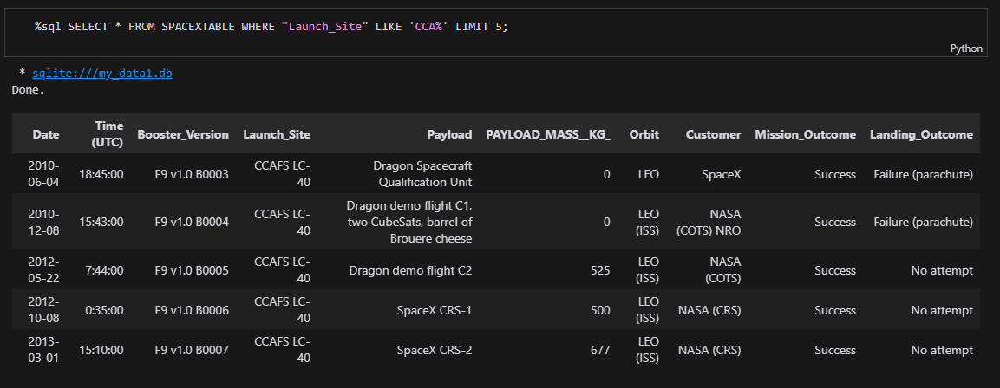 %sql SELECT * FROM SPACEXTABLE WHERE "Launch_Site" LIKE 'CCA%' LIMIT 5;
Python
* sqlite:///my_data1.db
Done.
Date Time (UTC) Booster_Version Launch_Site Payload PAYLOAD_MASS__KG_ Orbit Customer Mission_Outcome Landing_Outcome
2010-06-04 18:45:00 F9 v1.0 B0003 CCAFS LC-40 Dragon Spacecraft Qualification Unit 0 LEO SpaceX Success Failure (parachute)
2010-12-08 15:43:00 F9 v1.0 B0004 CCAFS LC-40 Dragon demo flight C1, two CubeSats, barrel of Brouere cheese 0 LEO (ISS) NASA (COTS) NRO Success Failure (parachute)
2012-05-22 7:44:00 F9 v1.0 B0005 CCAFS LC-40 Dragon demo flight C2 525 LEO (ISS) NASA (COTS) Success No attempt
2012-10-08 0:35:00 F9 v1.0 B0006 CCAFS LC-40 SpaceX CRS-1 500 LEO (ISS) NASA (CRS) Success No attempt
2013-03-01 15:10:00 F9 v1.0 B0007 CCAFS LC-40 SpaceX CRS-2 677 LEO (ISS) NASA (CRS) Success No attempt